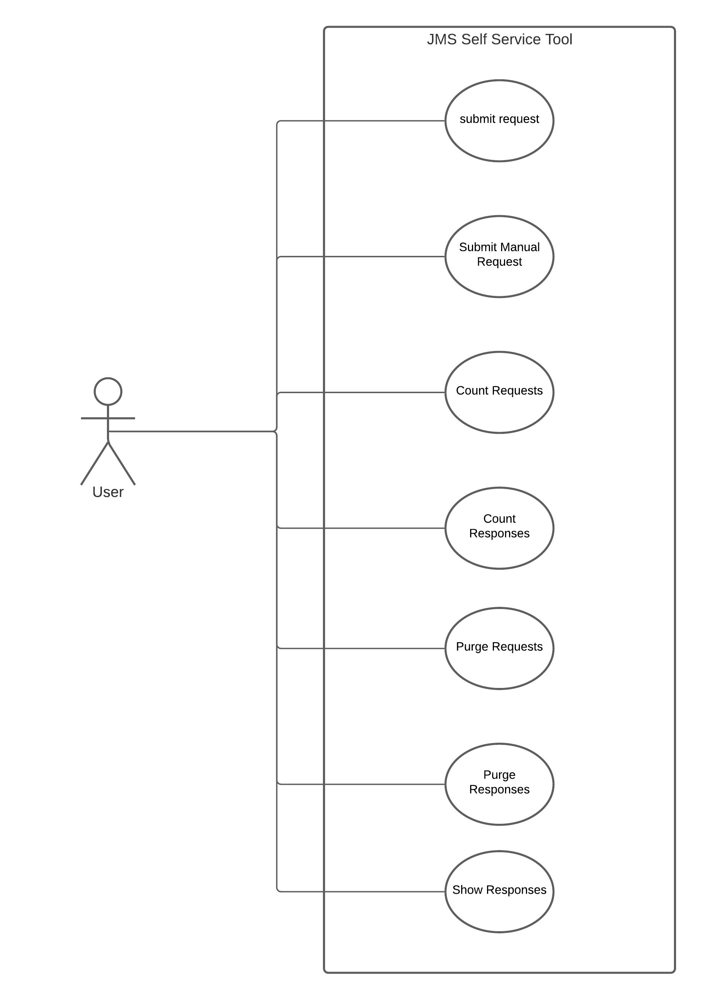 JMS Self Service Tool
submit request
Submit Manual
Request
Count Requests
User
Count
Responses
Purge Requests
Purge
Responses
Show Responses